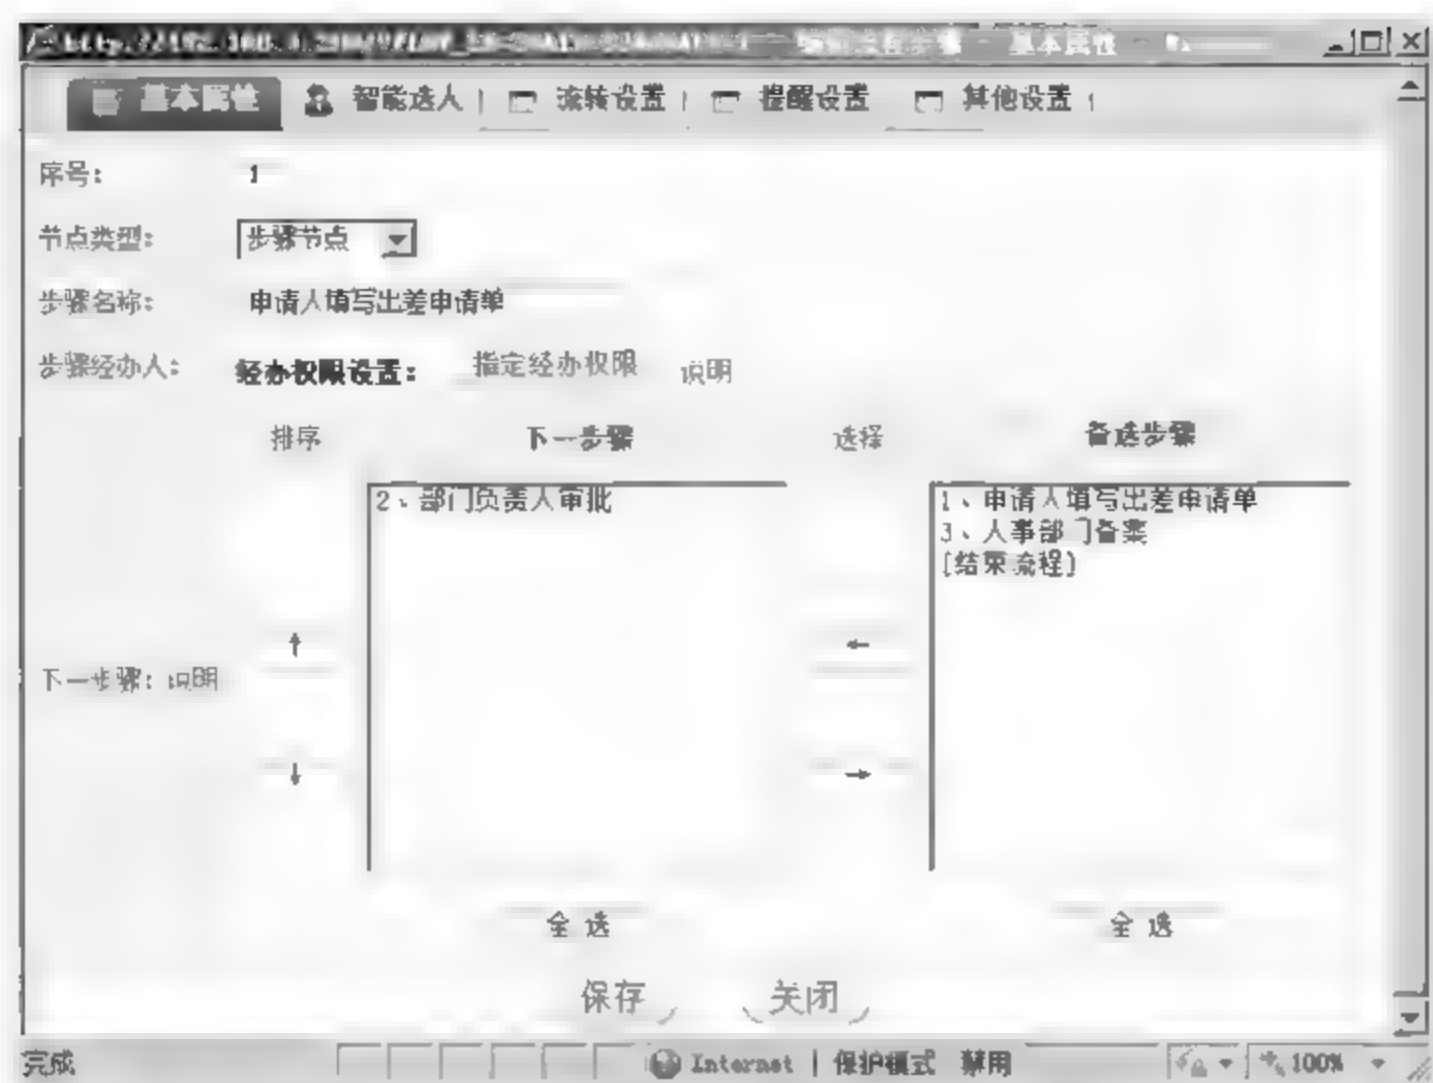 基本属性
基本属性 智能选人 流转设置 提醒设置 其他设置
序号： 1
节点类型： 步骤节点
步骤名称： 申请人填写出差申请单
步骤经办人： 经办权限设置： 指定经办权限 说明
排序 下一步骤 选择 备选步骤
2、部门负责人审批 1、申请人填写出差申请单
3、人事部门备案
[结束流程]
↑ ←
下一步骤：说明
↓ →
全选 全选
保存 关闭
完成 Internet | 保护模式 禁用 100%